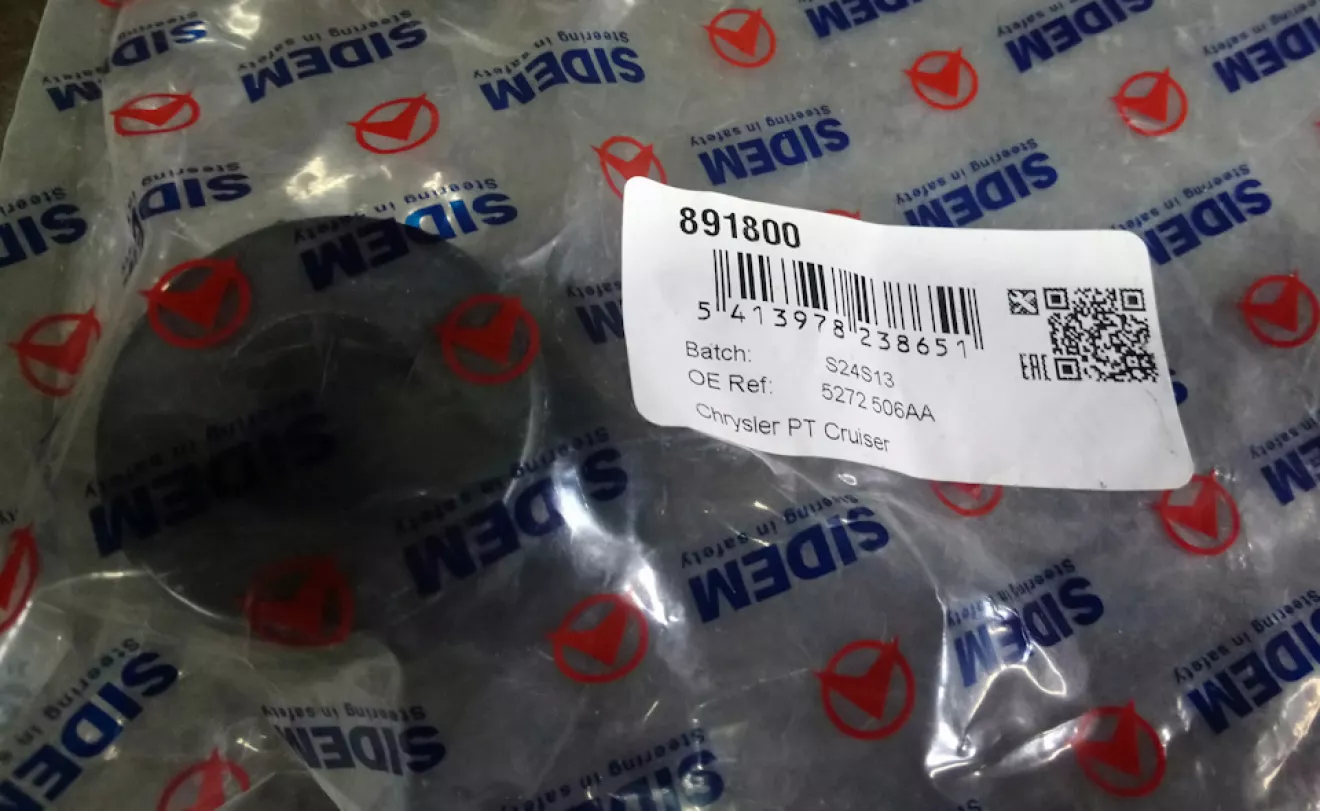 SIDEM
Steering in safety
891800
5 413978 238651
Batch: S24S13
OE Ref: 5272 506AA
Chrysler PT Cruiser
EAC